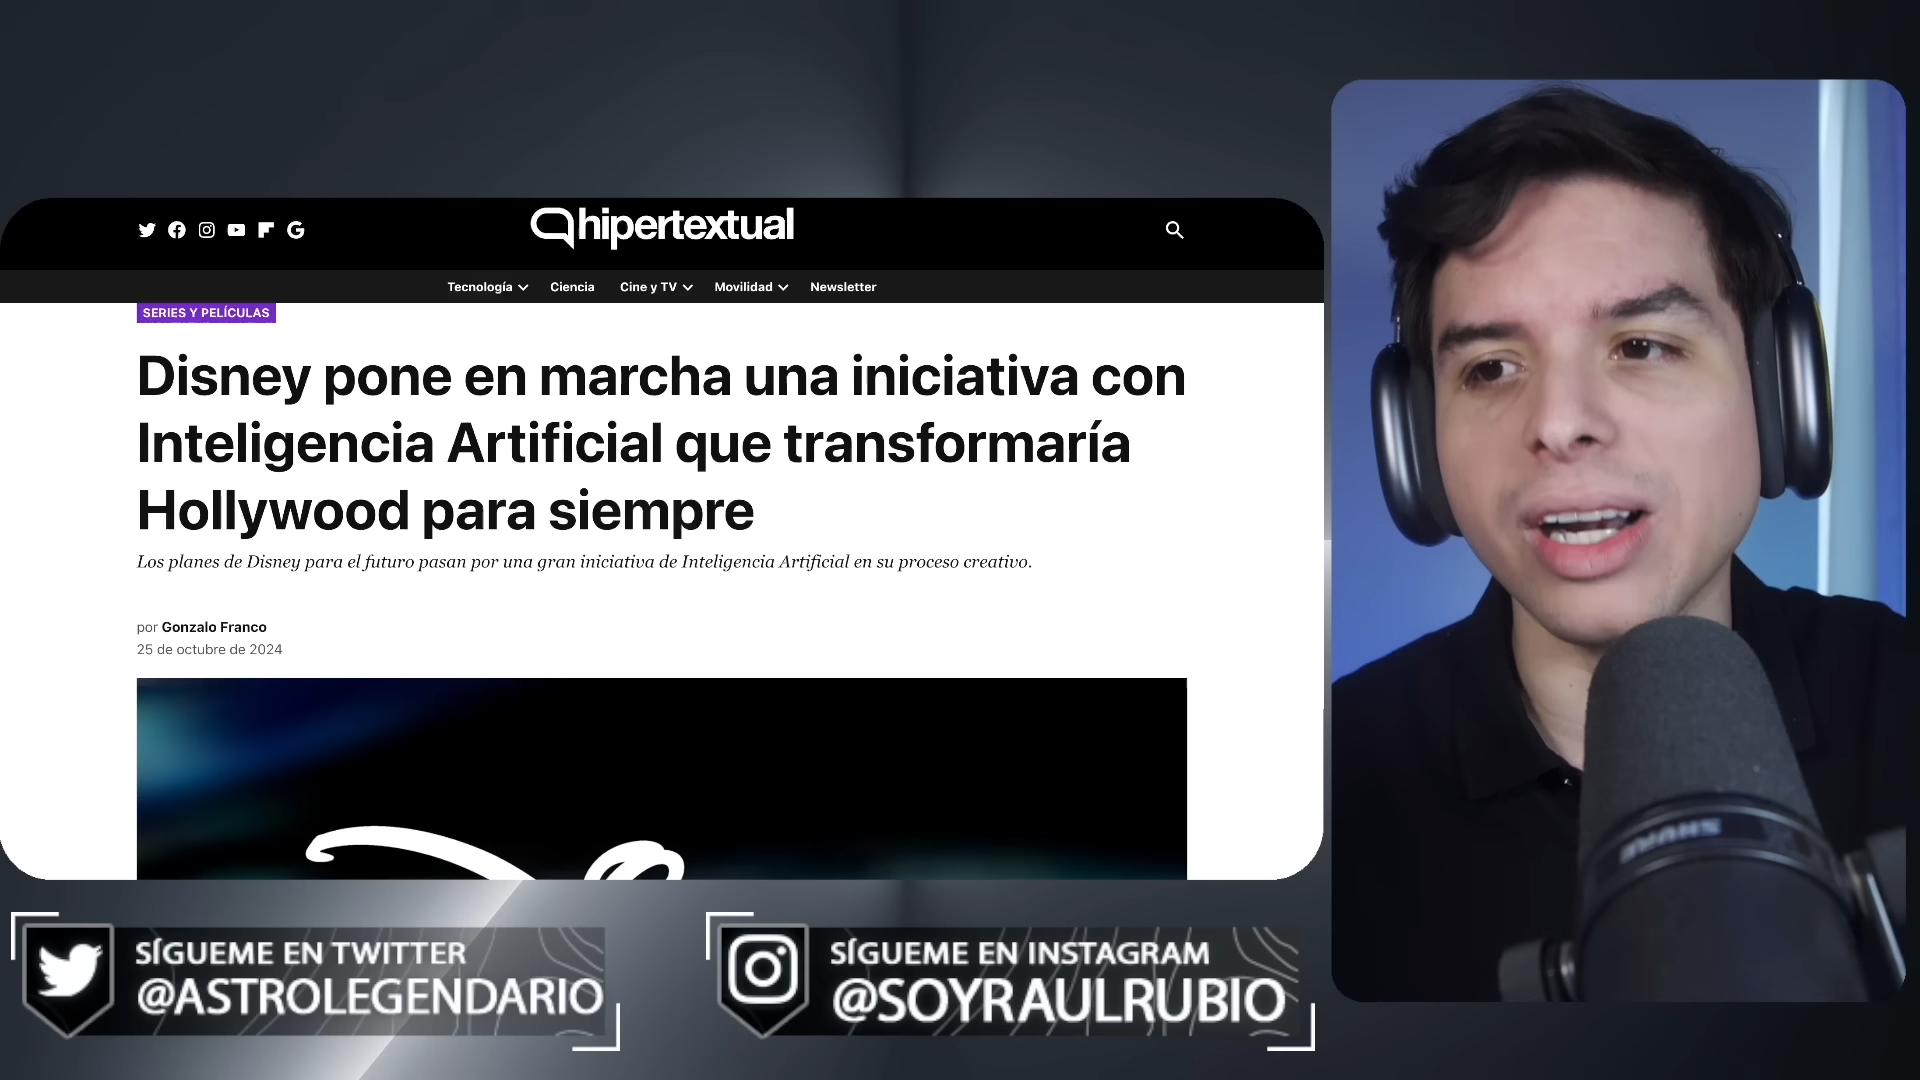 hipertextual
Tecnología Ciencia Cine y TV Movilidad Newsletter
SERIES Y PELÍCULAS
Disney pone en marcha una iniciativa con
Inteligencia Artificial que transformaría
Hollywood para siempre
Los planes de Disney para el futuro pasan por una gran iniciativa de Inteligencia Artificial en su proceso creativo.
por Gonzalo Franco
25 de octubre de 2024
SÍGUEME EN TWITTER
@ASTROLEGENDARIO
SÍGUEME EN INSTAGRAM
@SOYRAULRUBIO
SHURE